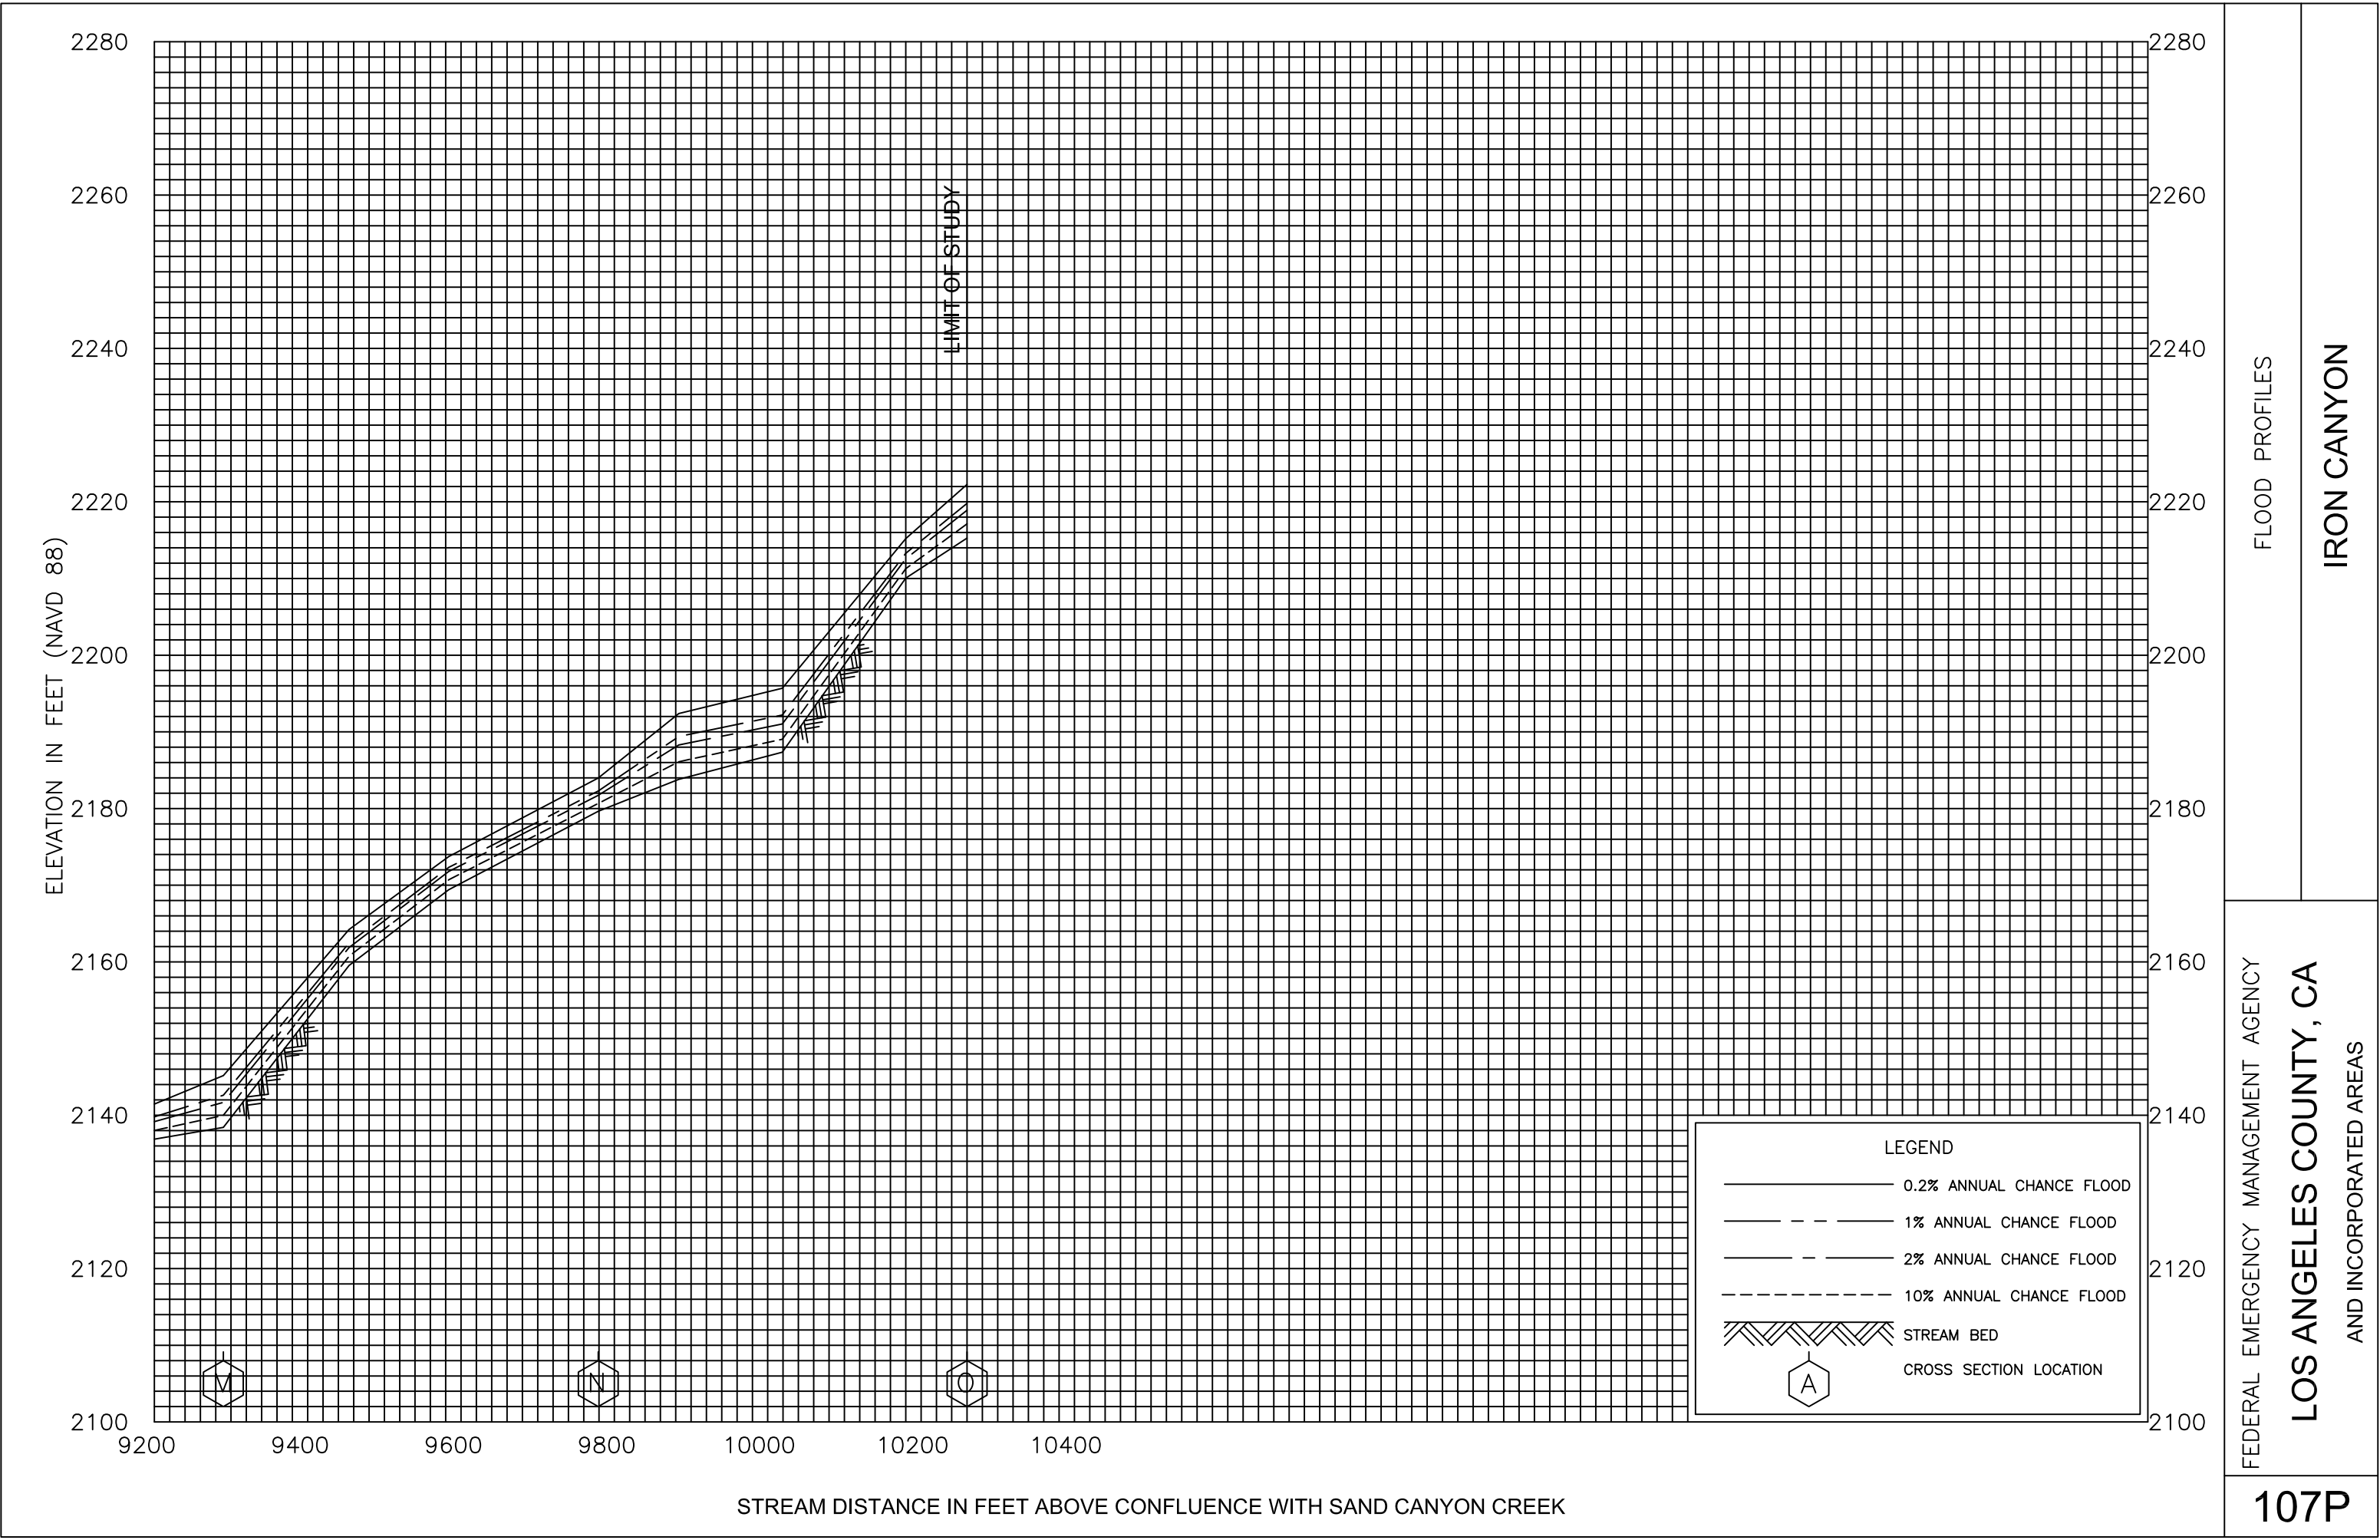 2280
2260
2240
2220
2200
2180
2160
2140
2120
2100
ELEVATION IN FEET (NAVD 88)
LIMIT OF STUDY
M
N
O
9200 9400 9600 9800 10000 10200 10400
STREAM DISTANCE IN FEET ABOVE CONFLUENCE WITH SAND CANYON CREEK
2280
2260
2240
2220
2200
2180
2160
2140
2120
2100
LEGEND
0.2% ANNUAL CHANCE FLOOD
1% ANNUAL CHANCE FLOOD
2% ANNUAL CHANCE FLOOD
10% ANNUAL CHANCE FLOOD
STREAM BED
A
CROSS SECTION LOCATION
FLOOD PROFILES
IRON CANYON
FEDERAL EMERGENCY MANAGEMENT AGENCY
LOS ANGELES COUNTY, CA
AND INCORPORATED AREAS
107P